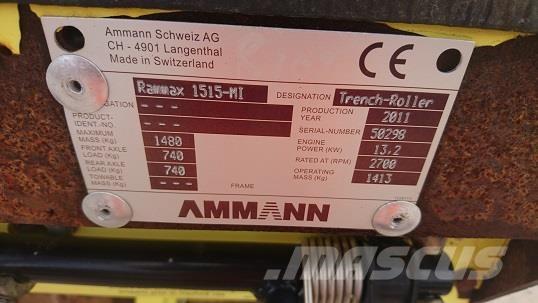 Ammann Schweiz AG
CH - 4901 Langenthal
Made in Switzerland
CE
Rammax 1515-MI
DESIGNATION Trench-Roller
- - -
PRODUCTION YEAR 2011
PRODUCT-IDENT.-NO. - - -
SERIAL-NUMBER 50298
MAXIMUM MASS (Kg) 1480
ENGINE POWER (KW) 13,2
FRONT AXLE LOAD (Kg) 740
RATED AT (RPM) 2700
REAR AXLE LOAD (Kg) 740
OPERATING MASS (Kg) 1413
TOWABLE MASS (Kg) - - -
FRAME
AMMANN
mascus